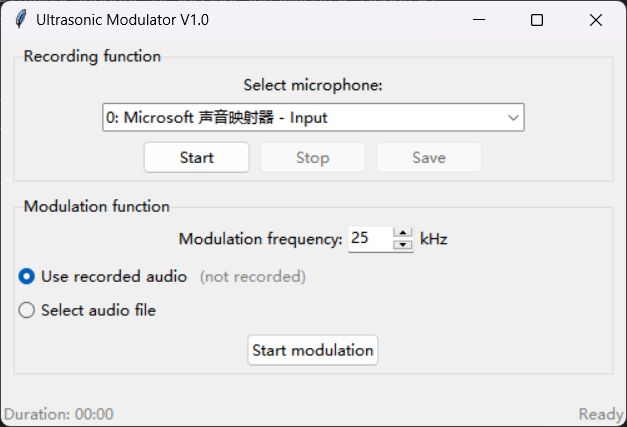 Ultrasonic Modulator V1.0
Recording function
Select microphone:
0: Microsoft 声音映射器 - Input
Start Stop Save
Modulation function
Modulation frequency: 25 kHz
Use recorded audio (not recorded)
Select audio file
Start modulation
Duration: 00:00 Ready